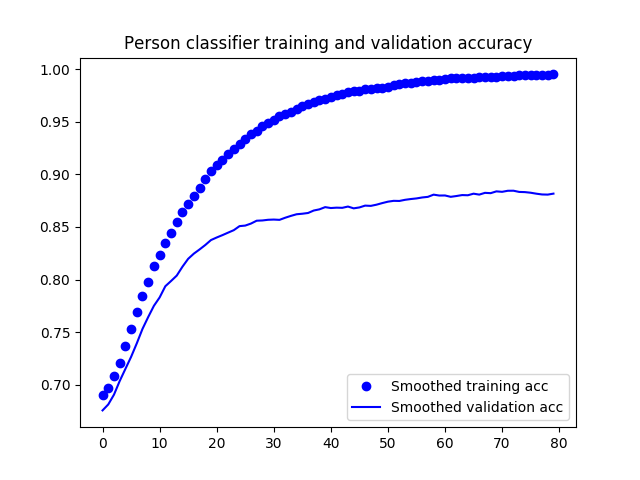 Person classifier training and validation accuracy
1.00
0.95
0.90
0.85
0.80
0.75
0.70
Smoothed training acc
Smoothed validation acc
0 10 20 30 40 50 60 70 80